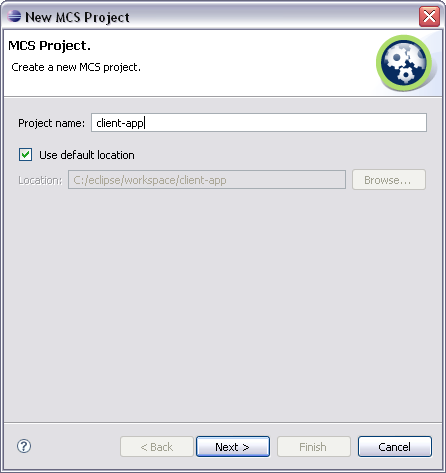 New MCS Project
MCS Project.
Create a new MCS project.
Project name: client-app
Use default location
Location: C:/eclipse/workspace/client-app Browse...
? < Back Next > Finish Cancel